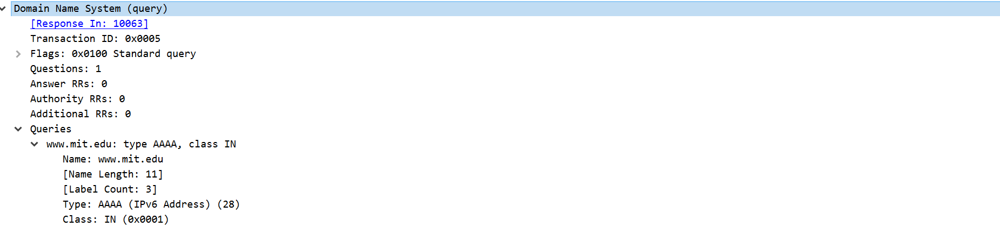 Domain Name System (query)
[Response In: 10063]
Transaction ID: 0x0005
Flags: 0x0100 Standard query
Questions: 1
Answer RRs: 0
Authority RRs: 0
Additional RRs: 0
Queries
www.mit.edu: type AAAA, class IN
Name: www.mit.edu
[Name Length: 11]
[Label Count: 3]
Type: AAAA (IPv6 Address) (28)
Class: IN (0x0001)